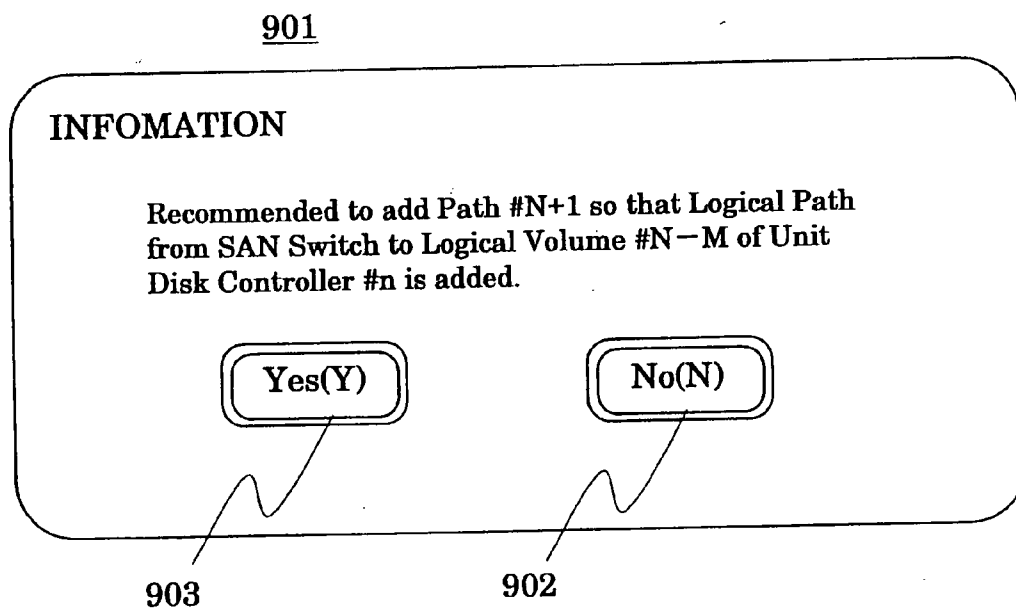 901
INFOMATION
Recommended to add Path #N+1 so that Logical Path
from SAN Switch to Logical Volume #N−M of Unit
Disk Controller #n is added.
Yes(Y) No(N)
903 902